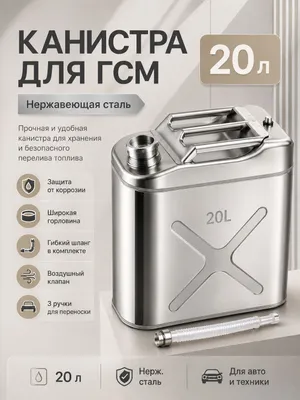 КАНИСТРА
ДЛЯ ГСМ
20 л
Нержавеющая сталь
Прочная и удобная
канистра для хранения
и безопасного
перелива топлива
Защита
от коррозии
Широкая
горловина
Гибкий шланг
в комплекте
Воздушный
клапан
3 ручки
для переноски
20L
20 л
Нерж.
сталь
Для авто
и техники